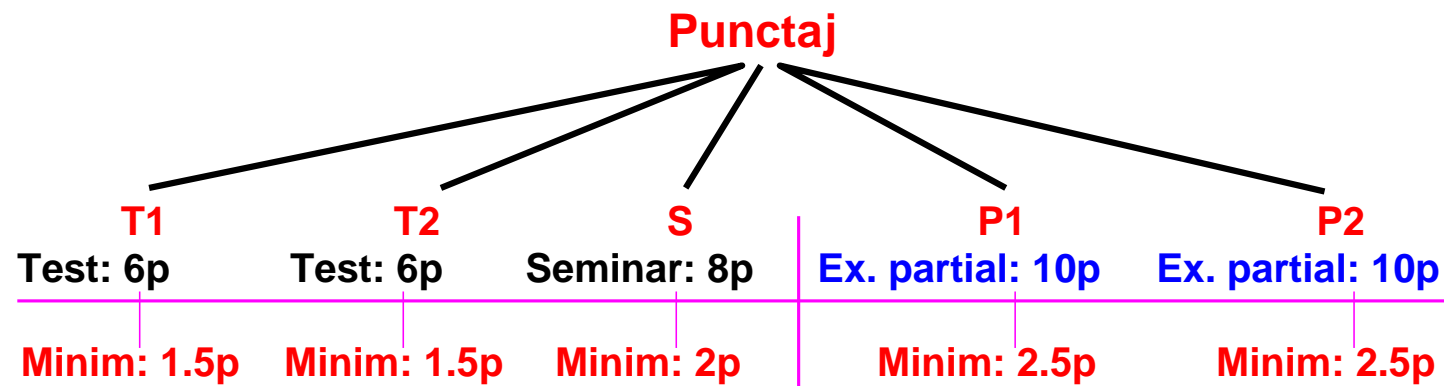 Punctaj
T1 T2 S P1 P2
Test: 6p Test: 6p Seminar: 8p Ex. partial: 10p Ex. partial: 10p
Minim: 1.5p Minim: 1.5p Minim: 2p Minim: 2.5p Minim: 2.5p